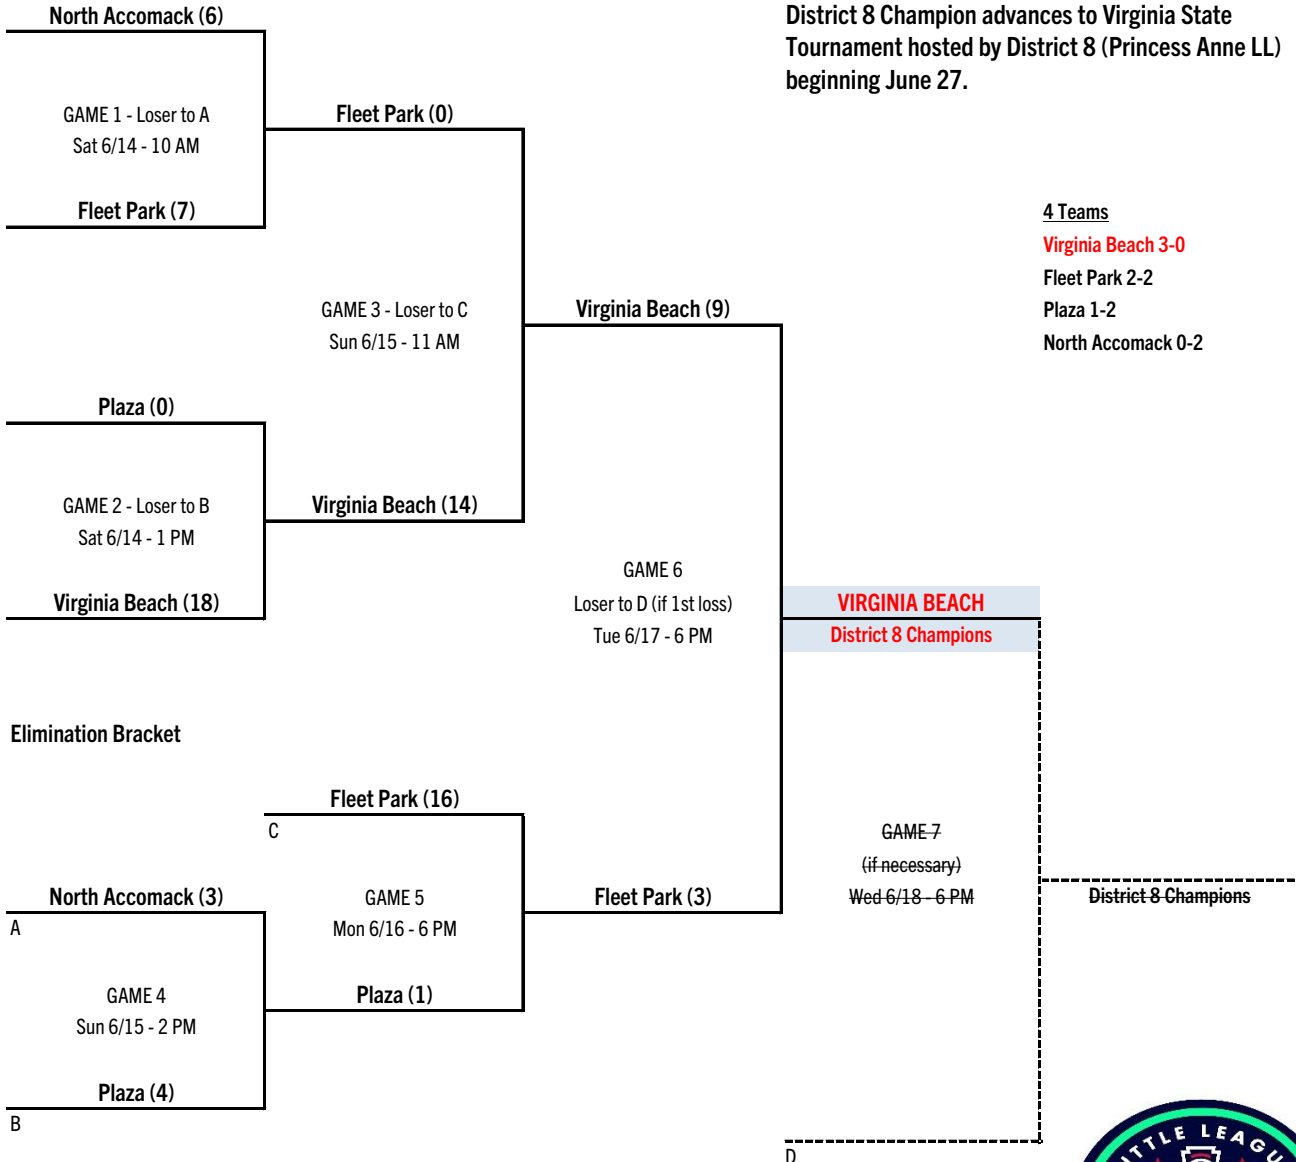 North Accomack (6)
District 8 Champion advances to Virginia State
Tournament hosted by District 8 (Princess Anne LL)
beginning June 27.
GAME 1 - Loser to A
Sat 6/14 - 10 AM
Fleet Park (0)
Fleet Park (7)
4 Teams
Virginia Beach 3-0
Fleet Park 2-2
Plaza 1-2
North Accomack 0-2
GAME 3 - Loser to C
Sun 6/15 - 11 AM
Virginia Beach (9)
Plaza (0)
GAME 2 - Loser to B
Sat 6/14 - 1 PM
Virginia Beach (14)
Virginia Beach (18)
GAME 6
Loser to D (if 1st loss)
Tue 6/17 - 6 PM
VIRGINIA BEACH
District 8 Champions
Elimination Bracket
Fleet Park (16)
C
GAME 7
(if necessary)
Wed 6/18 - 6 PM
District 8 Champions
North Accomack (3)
A
GAME 5
Mon 6/16 - 6 PM
Fleet Park (3)
GAME 4
Sun 6/15 - 2 PM
Plaza (1)
Plaza (4)
B
D
LEAGU